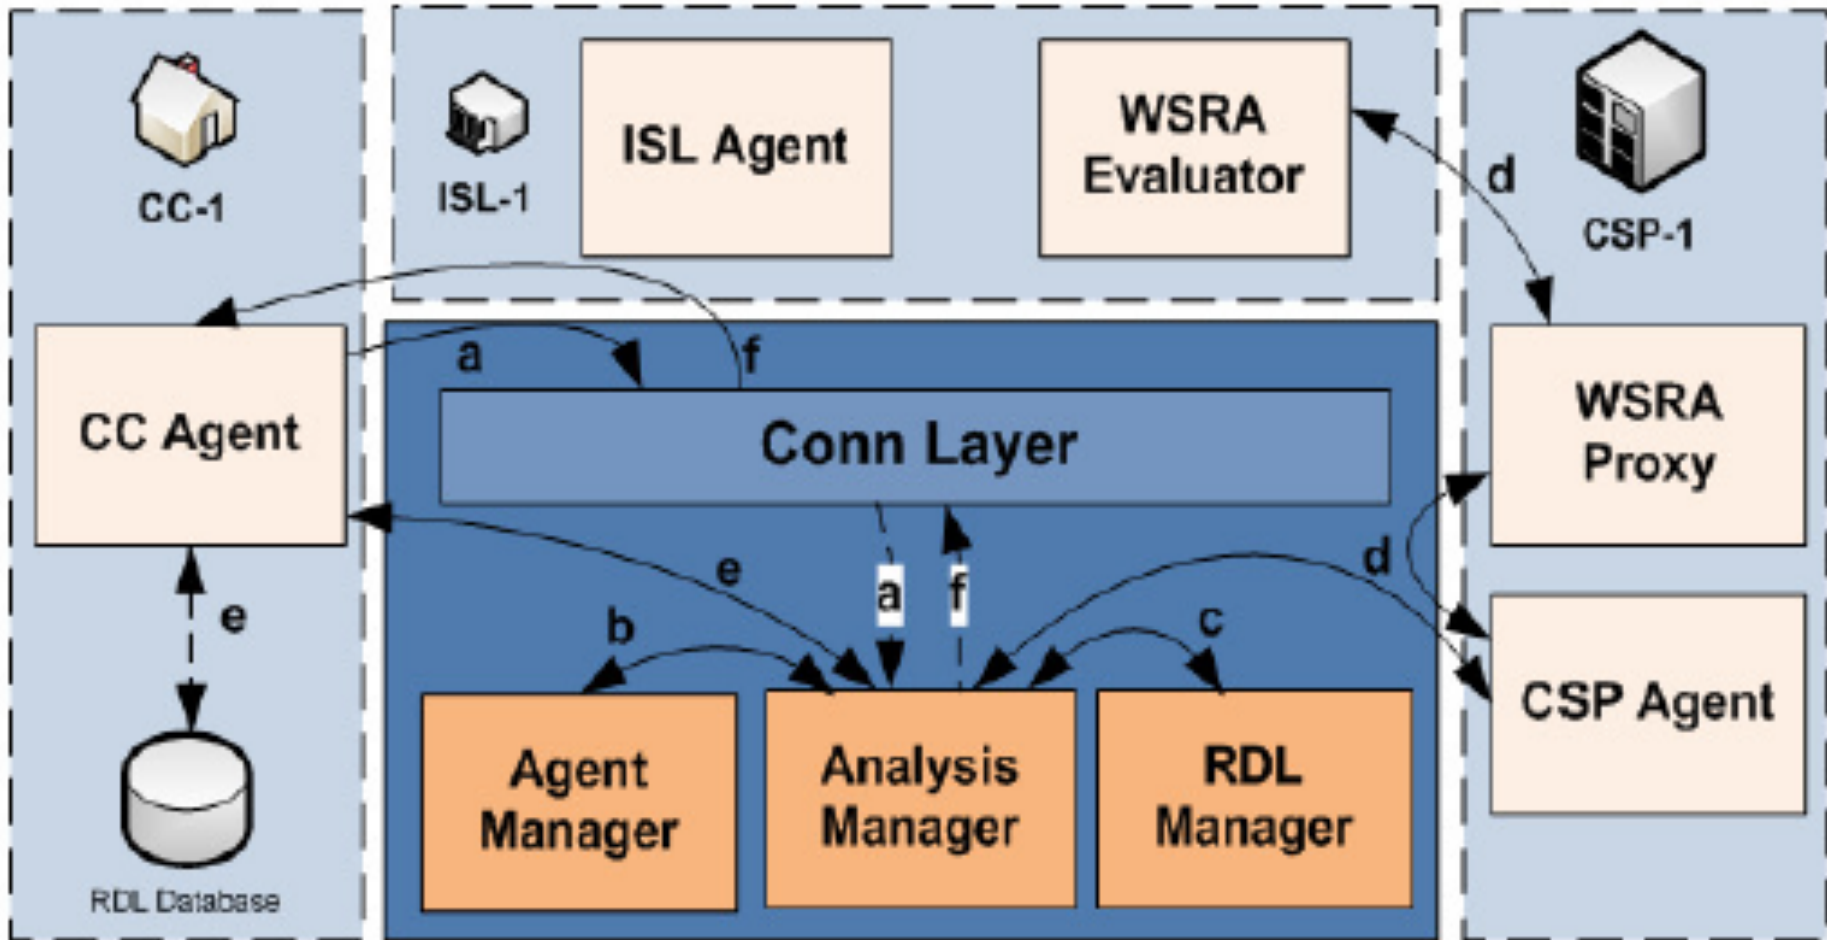 CC-1
CC Agent
e
RDL Database
ISL-1
ISL Agent
WSRA
Evaluator
d
a
f
Conn Layer
e
a
f
d
b
c
Agent
Manager
Analysis
Manager
RDL
Manager
CSP-1
WSRA
Proxy
CSP Agent